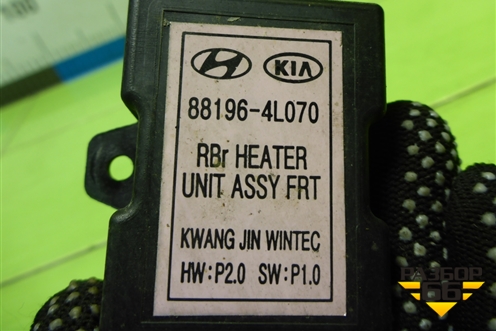 KIA
88196-4L070
RBr HEATER
UNIT ASSY FRT
KWANG JIN WINTEC
HW:P2.0 SW:P1.0
РАЗБОР
66